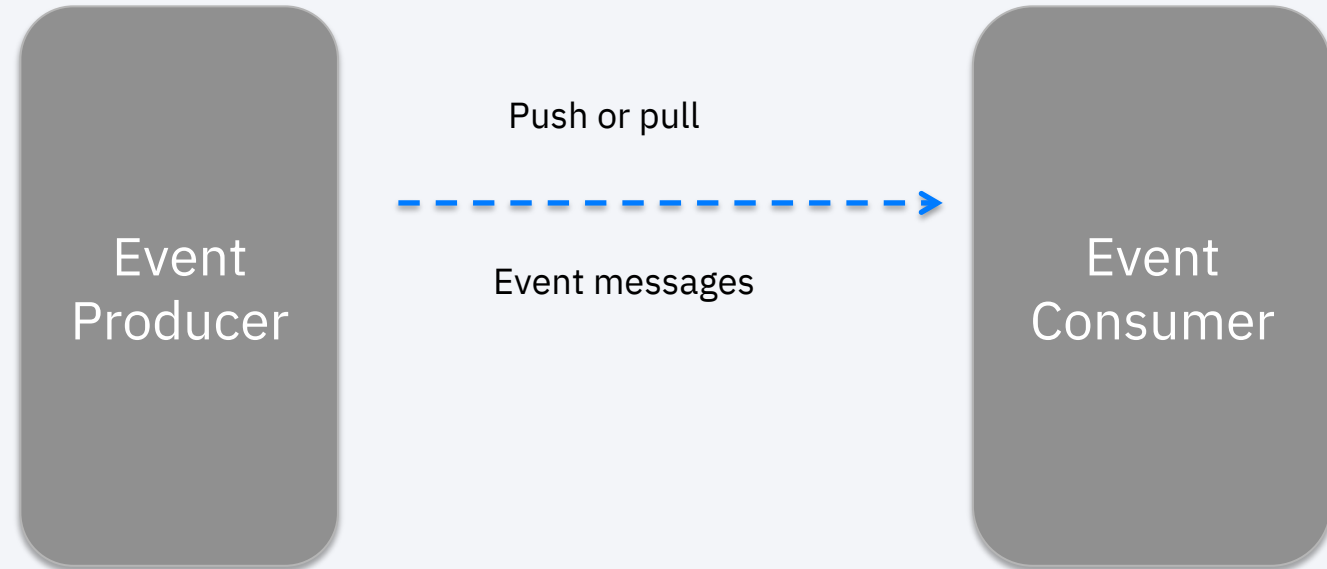 Push or pull
Event
Producer
Event messages
Event
Consumer